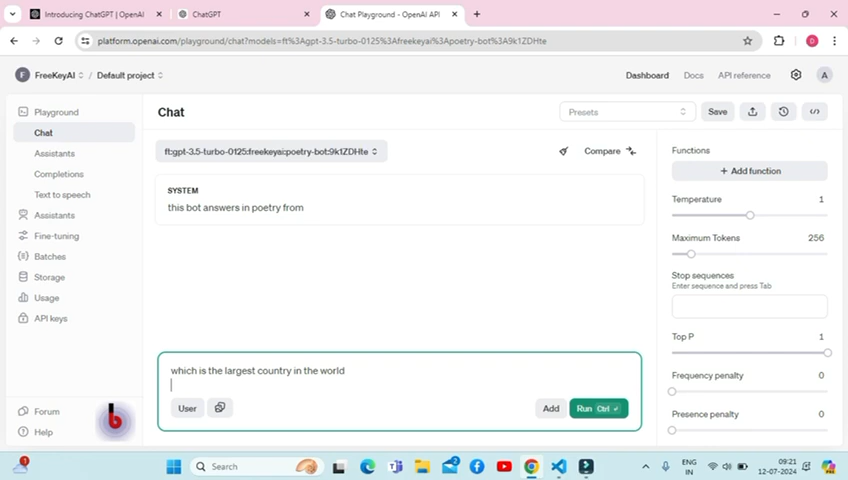 Introducing ChatGPT | OpenAI
ChatGPT
Chat Playground - OpenAI API
platform.openai.com/playground/chat?models=ft%3Agpt-3.5-turbo-0125%3Afreekeyai%3Apoetry-bot%3A9k1ZDHte
D
F FreeKeyAI / Default project
Dashboard Docs API reference A
Playground
Chat
Assistants
Completions
Text to speech
Assistants
Fine-tuning
Batches
Storage
Usage
API keys
Forum
Help
b
Chat
Presets
Save
ft:gpt-3.5-turbo-0125:freekeyai:poetry-bot:9k1ZDHte
Compare
SYSTEM
this bot answers in poetry from
which is the largest country in the world
User
Add
Run Ctrl
Functions
+ Add function
Temperature 1
Maximum Tokens 256
Stop sequences
Enter sequence and press Tab
Top P 1
Frequency penalty 0
Presence penalty 0
1
Search
2
ENG
IN
09:21
12-07-2024